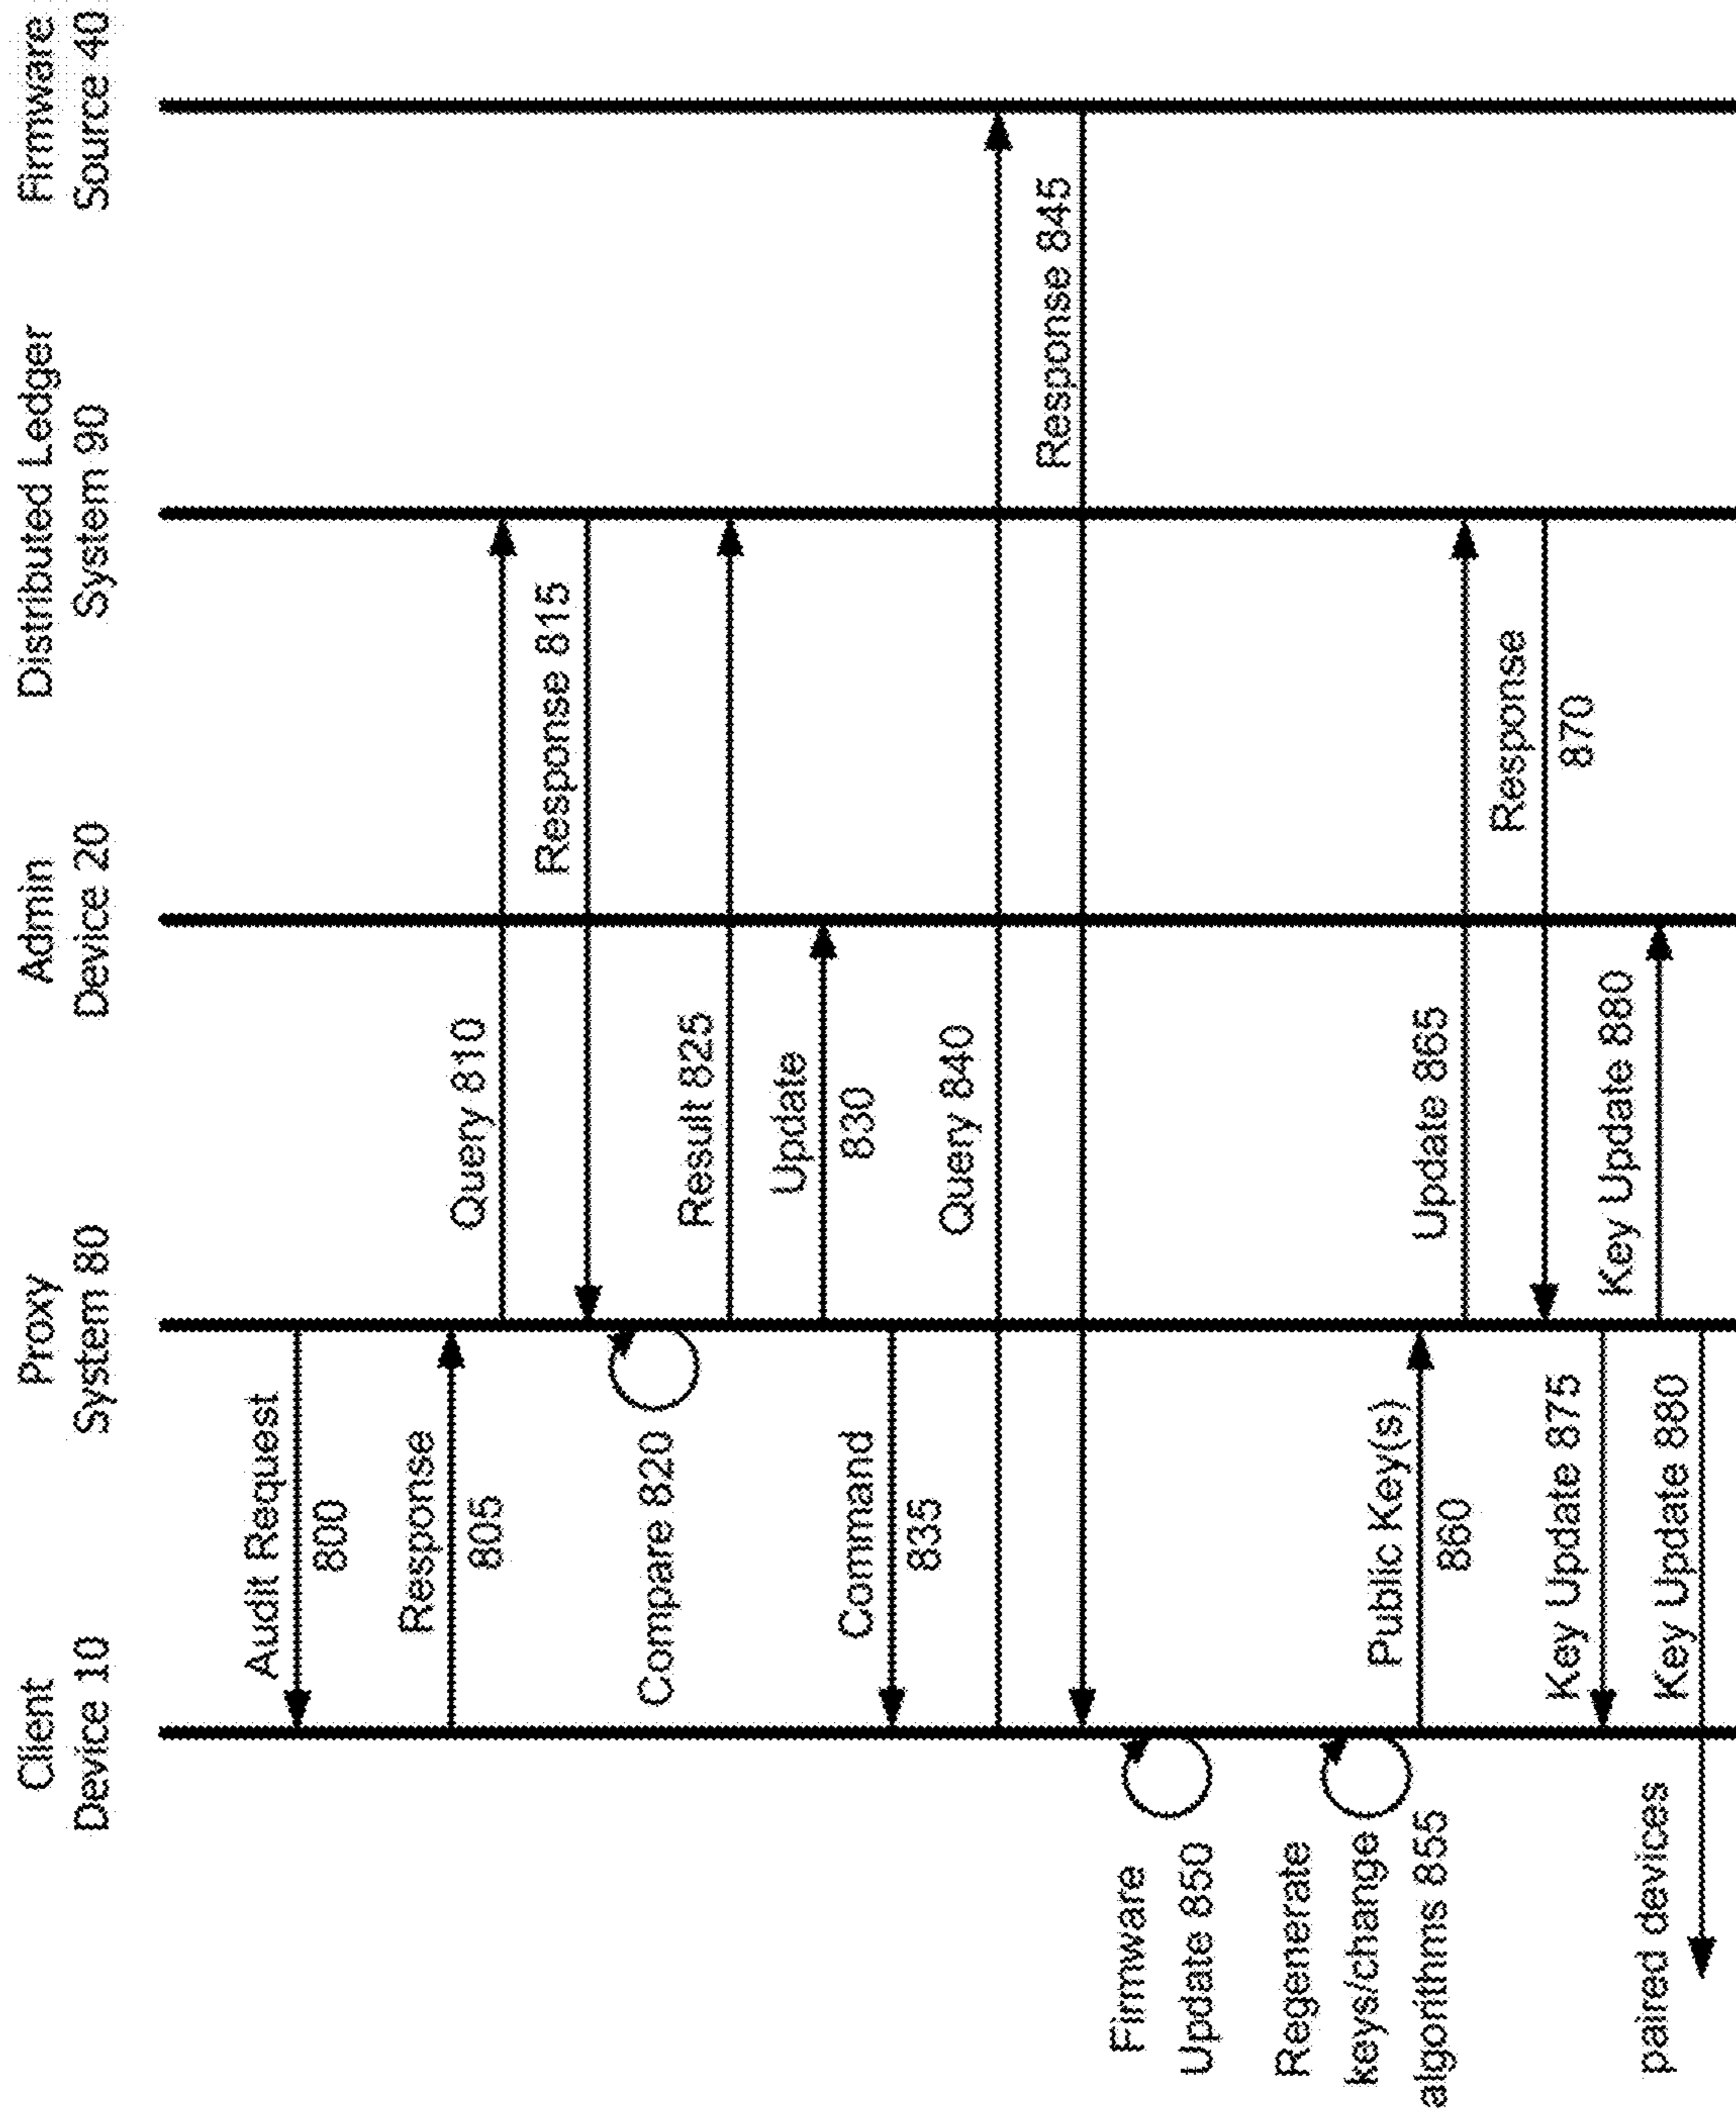 Client
Device 10
Proxy
System 80
Admin
Device 20
Distributed Ledger
System 90
Firmware
Source 40
Audit Request
800
Response
805
Query 810
Response 815
Compare 820
Result 825
Update
830
Command
835
Query 840
Response 845
Firmware
Update 850
Regenerate
keys/change
algorithms 855
Public Key(s)
860
Update 865
Response
870
Key Update 875
Key Update 880
Key Update 880
paired devices